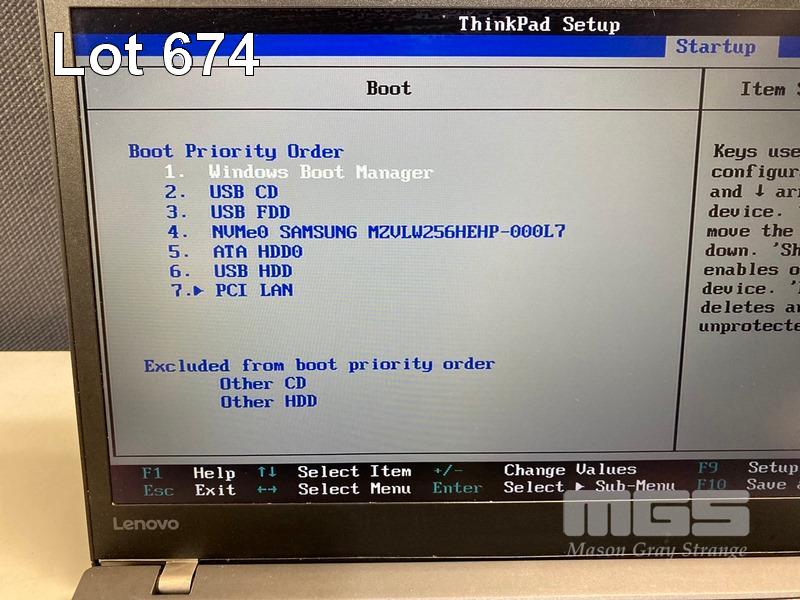 ThinkPad Setup
Lot 674
Startup
Boot
Item
Boot Priority Order
1. Windows Boot Manager
2. USB CD
3. USB FDD
4. NVMe0 SAMSUNG MZVLW256HEHP-000L7
5. ATA HDD0
6. USB HDD
7.▶ PCI LAN
Excluded from boot priority order
Other CD
Other HDD
Keys use
configur
and ↓ ar
device.
move the
down. 'Sh
enables o
device. '
deletes a
unprotecte
F1 Help ↑↓ Select Item +/- Change Values F9 Setup
Esc Exit ←→ Select Menu Enter Select ▶ Sub-Menu F10 Save
Lenovo
MGS
Mason Gray Strange